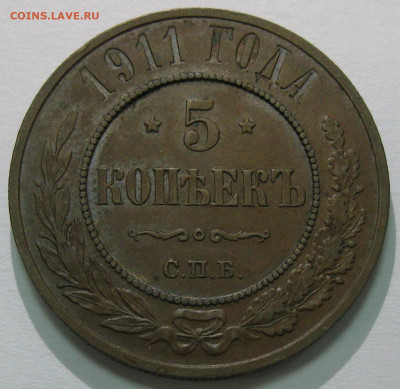 COINS.LAVE.RU
1911 ГОДА
5
КОПѢЕКЪ
С.П.Б.